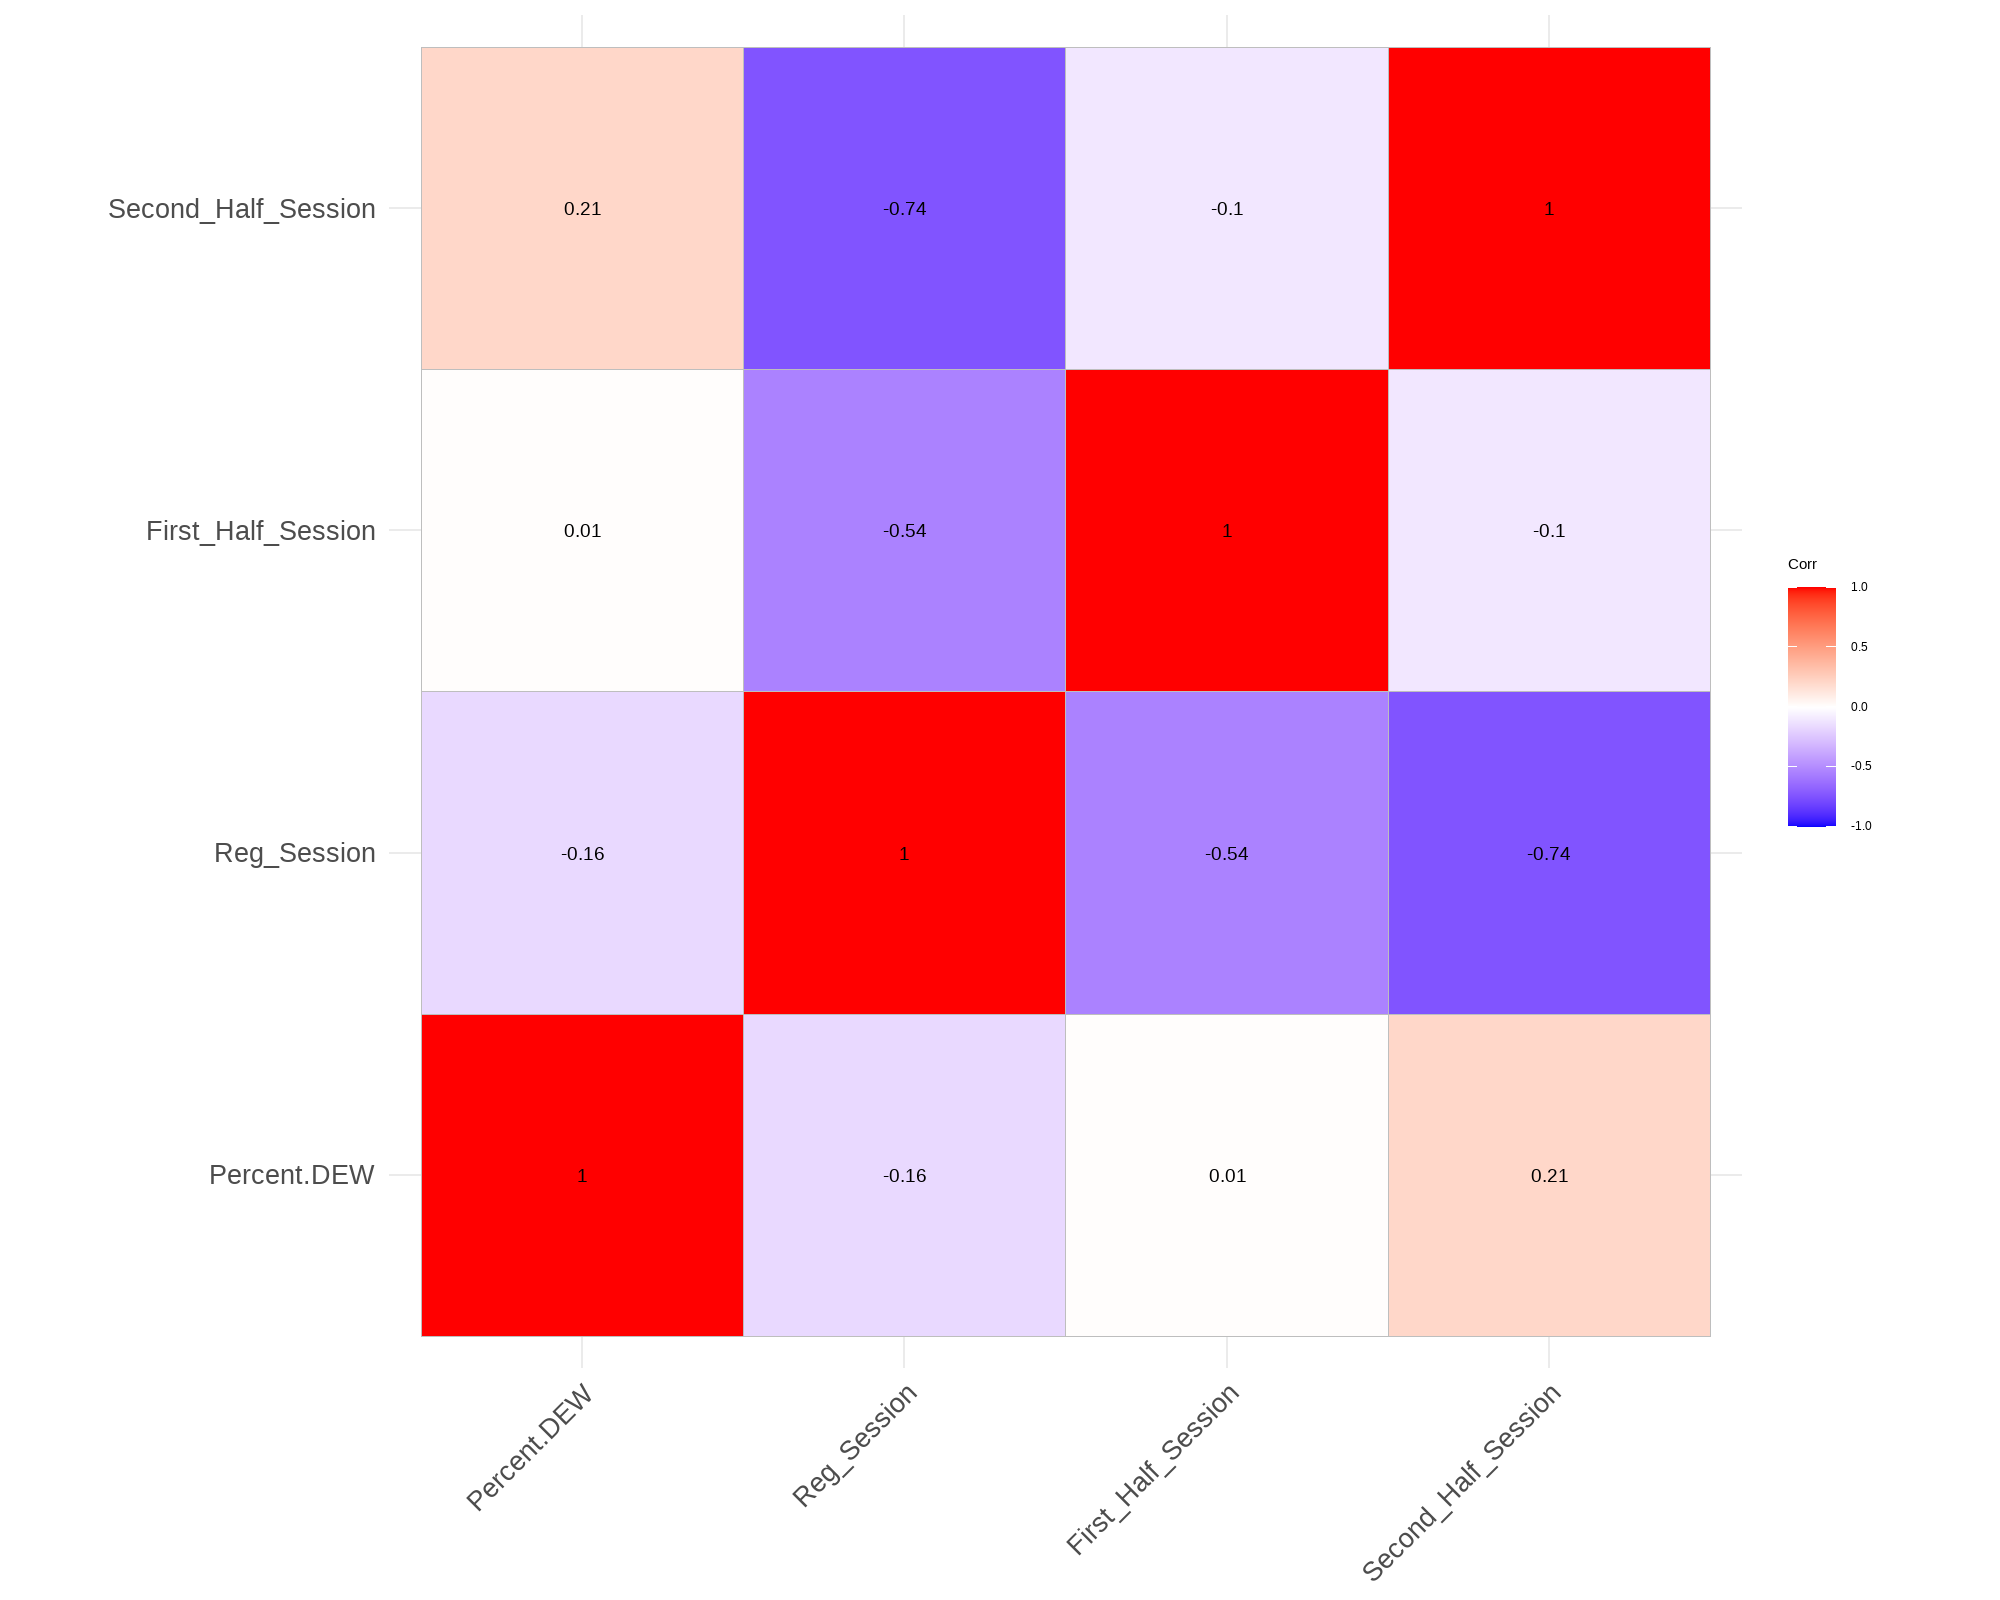 Second_Half_Session 0.21 -0.74 -0.1 1
First_Half_Session 0.01 -0.54 1 -0.1
Corr
1.0
0.5
0.0
-0.5
-1.0
Reg_Session -0.16 1 -0.54 -0.74
Percent.DEW 1 -0.16 0.01 0.21
Percent.DEW
Reg_Session
First_Half_Session
Second_Half_Session